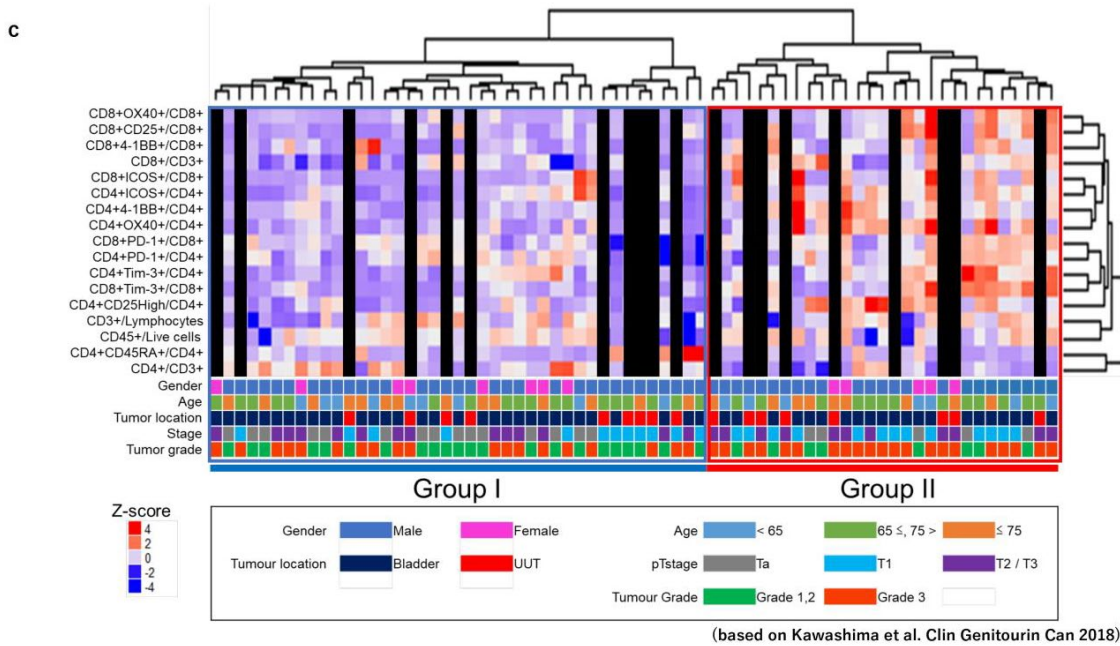 c
CD8+OX40+/CD8+
CD8+CD25+/CD8+
CD8+4-1BB+/CD8+
CD8+/CD3+
CD8+ICOS+/CD8+
CD4+ICOS+/CD4+
CD4+4-1BB+/CD4+
CD4+OX40+/CD4+
CD8+PD-1+/CD8+
CD4+PD-1+/CD4+
CD4+Tim-3+/CD4+
CD8+Tim-3+/CD8+
CD4+CD25High/CD4+
CD3+/Lymphocytes
CD45+/Live cells
CD4+CD45RA+/CD4+
CD4+/CD3+
Gender
Age
Tumor location
Stage
Tumor grade
Group I Group II
Z-score
4
2
0
-2
-4
Gender Male Female Age < 65 65 ≤, 75 > ≤ 75
Tumour location Bladder UUT pTstage Ta T1 T2 / T3
Tumour Grade Grade 1,2 Grade 3
(based on Kawashima et al. Clin Genitourin Can 2018)